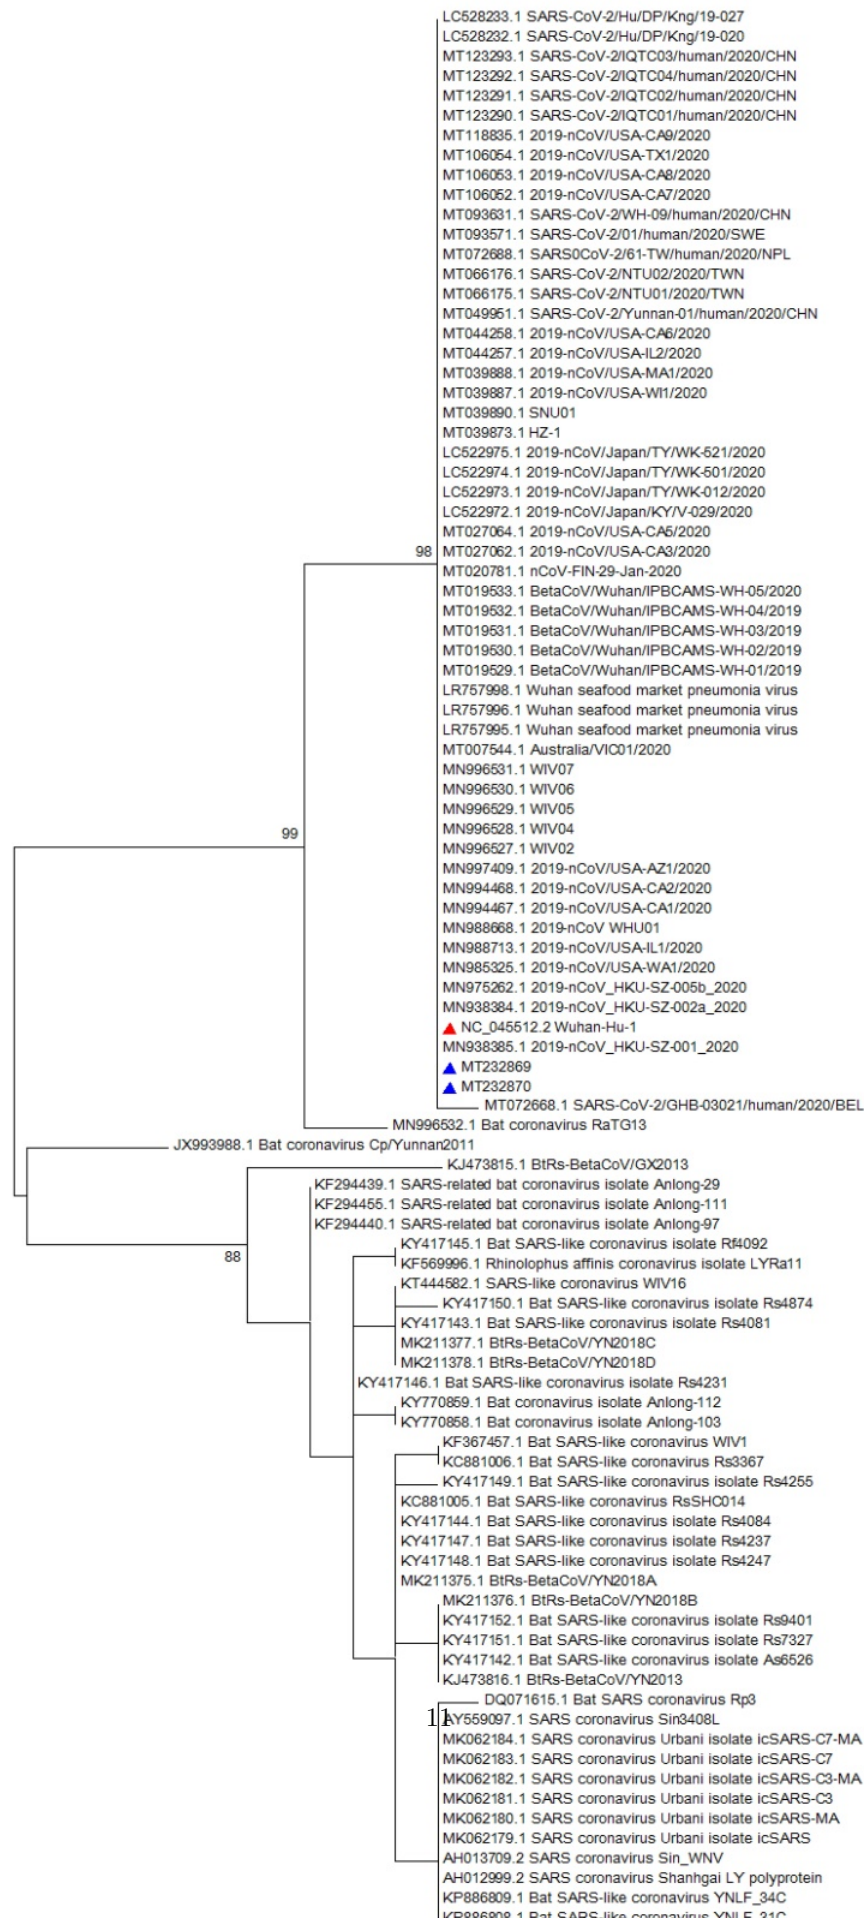 LC528233.1 SARS-CoV-2/Hu/DP/Kng/19-027
LC528232.1 SARS-CoV-2/Hu/DP/Kng/19-020
MT123293.1 SARS-CoV-2/IQTC03/human/2020/CHN
MT123292.1 SARS-CoV-2/IQTC04/human/2020/CHN
MT123291.1 SARS-CoV-2/IQTC02/human/2020/CHN
MT123290.1 SARS-CoV-2/IQTC01/human/2020/CHN
MT118835.1 2019-nCoV/USA-CA9/2020
MT106054.1 2019-nCoV/USA-TX1/2020
MT106053.1 2019-nCoV/USA-CA8/2020
MT106052.1 2019-nCoV/USA-CA7/2020
MT093631.1 SARS-CoV-2/WH-09/human/2020/CHN
MT093571.1 SARS-CoV-2/01/human/2020/SWE
MT072688.1 SARS0CoV-2/61-TW/human/2020/NPL
MT066176.1 SARS-CoV-2/NTU02/2020/TWN
MT066175.1 SARS-CoV-2/NTU01/2020/TWN
MT049951.1 SARS-CoV-2/Yunnan-01/human/2020/CHN
MT044258.1 2019-nCoV/USA-CA6/2020
MT044257.1 2019-nCoV/USA-IL2/2020
MT039888.1 2019-nCoV/USA-MA1/2020
MT039887.1 2019-nCoV/USA-WI1/2020
MT039890.1 SNU01
MT039873.1 HZ-1
LC522975.1 2019-nCoV/Japan/TY/WK-521/2020
LC522974.1 2019-nCoV/Japan/TY/WK-501/2020
LC522973.1 2019-nCoV/Japan/TY/WK-012/2020
LC522972.1 2019-nCoV/Japan/KY/V-029/2020
MT027064.1 2019-nCoV/USA-CA5/2020
98 MT027062.1 2019-nCoV/USA-CA3/2020
MT020781.1 nCoV-FIN-29-Jan-2020
MT019533.1 BetaCoV/Wuhan/IPBCAMS-WH-05/2020
MT019532.1 BetaCoV/Wuhan/IPBCAMS-WH-04/2019
MT019531.1 BetaCoV/Wuhan/IPBCAMS-WH-03/2019
MT019530.1 BetaCoV/Wuhan/IPBCAMS-WH-02/2019
MT019529.1 BetaCoV/Wuhan/IPBCAMS-WH-01/2019
LR757998.1 Wuhan seafood market pneumonia virus
LR757996.1 Wuhan seafood market pneumonia virus
LR757995.1 Wuhan seafood market pneumonia virus
MT007544.1 Australia/VIC01/2020
MN996531.1 WIV07
MN996530.1 WIV06
MN996529.1 WIV05
MN996528.1 WIV04
99
MN996527.1 WIV02
MN997409.1 2019-nCoV/USA-AZ1/2020
MN994468.1 2019-nCoV/USA-CA2/2020
MN994467.1 2019-nCoV/USA-CA1/2020
MN988668.1 2019-nCoV WHU01
MN988713.1 2019-nCoV/USA-IL1/2020
MN985325.1 2019-nCoV/USA-WA1/2020
MN975262.1 2019-nCoV_HKU-SZ-005b_2020
MN938384.1 2019-nCoV_HKU-SZ-002a_2020
NC_045512.2 Wuhan-Hu-1
MN938385.1 2019-nCoV_HKU-SZ-001_2020
MT232869
MT232870
MT072668.1 SARS-CoV-2/GHB-03021/human/2020/BEL
MN996532.1 Bat coronavirus RaTG13
JX993988.1 Bat coronavirus Cp/Yunnan2011
KJ473815.1 BtRs-BetaCoV/GX2013
KF294439.1 SARS-related bat coronavirus isolate Anlong-29
KF294455.1 SARS-related bat coronavirus isolate Anlong-111
KF294440.1 SARS-related bat coronavirus isolate Anlong-97
KY417145.1 Bat SARS-like coronavirus isolate Rf4092
88
KF569996.1 Rhinolophus affinis coronavirus isolate LYRa11
KT444582.1 SARS-like coronavirus WIV16
KY417150.1 Bat SARS-like coronavirus isolate Rs4874
KY417143.1 Bat SARS-like coronavirus isolate Rs4081
MK211377.1 BtRs-BetaCoV/YN2018C
MK211378.1 BtRs-BetaCoV/YN2018D
KY417146.1 Bat SARS-like coronavirus isolate Rs4231
KY770859.1 Bat coronavirus isolate Anlong-112
KY770858.1 Bat coronavirus isolate Anlong-103
KF367457.1 Bat SARS-like coronavirus WIV1
KC881006.1 Bat SARS-like coronavirus Rs3367
KY417149.1 Bat SARS-like coronavirus isolate Rs4255
KC881005.1 Bat SARS-like coronavirus RsSHC014
KY417144.1 Bat SARS-like coronavirus isolate Rs4084
KY417147.1 Bat SARS-like coronavirus isolate Rs4237
KY417148.1 Bat SARS-like coronavirus isolate Rs4247
MK211375.1 BtRs-BetaCoV/YN2018A
MK211376.1 BtRs-BetaCoV/YN2018B
KY417152.1 Bat SARS-like coronavirus isolate Rs9401
KY417151.1 Bat SARS-like coronavirus isolate Rs7327
KY417142.1 Bat SARS-like coronavirus isolate As6526
KJ473816.1 BtRs-BetaCoV/YN2013
DQ071615.1 Bat SARS coronavirus Rp3
11
AY559097.1 SARS coronavirus Sin3408L
MK062184.1 SARS coronavirus Urbani isolate icSARS-C7-MA
MK062183.1 SARS coronavirus Urbani isolate icSARS-C7
MK062182.1 SARS coronavirus Urbani isolate icSARS-C3-MA
MK062181.1 SARS coronavirus Urbani isolate icSARS-C3
MK062180.1 SARS coronavirus Urbani isolate icSARS-MA
MK062179.1 SARS coronavirus Urbani isolate icSARS
AH013709.2 SARS coronavirus Sin_WNV
AH012999.2 SARS coronavirus Shanhgai LY polyprotein
KP886809.1 Bat SARS-like coronavirus YNLF_34C
KP886808.1 Bat SARS-like coronavirus YNLF_31C